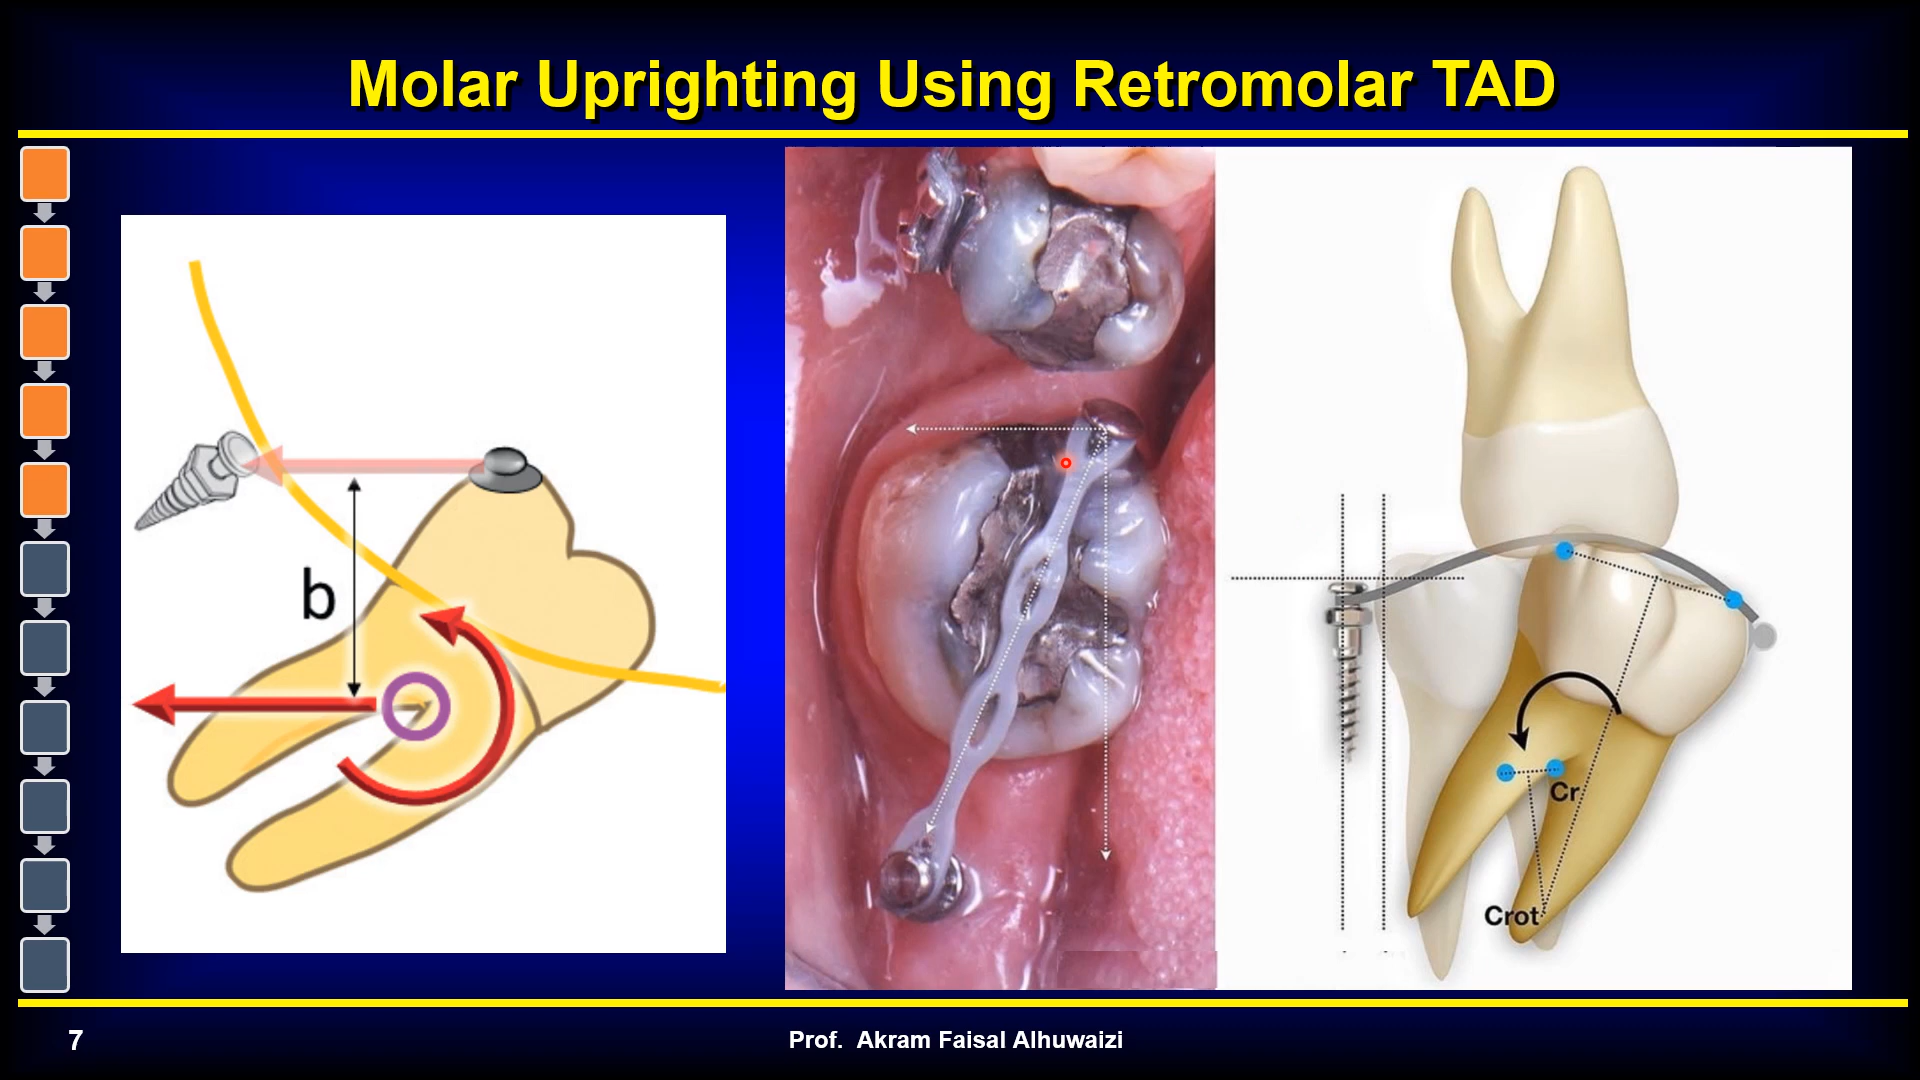 Molar Uprighting Using Retromolar TAD
b
Cr
Crot
7
Prof. Akram Faisal Alhuwaizi